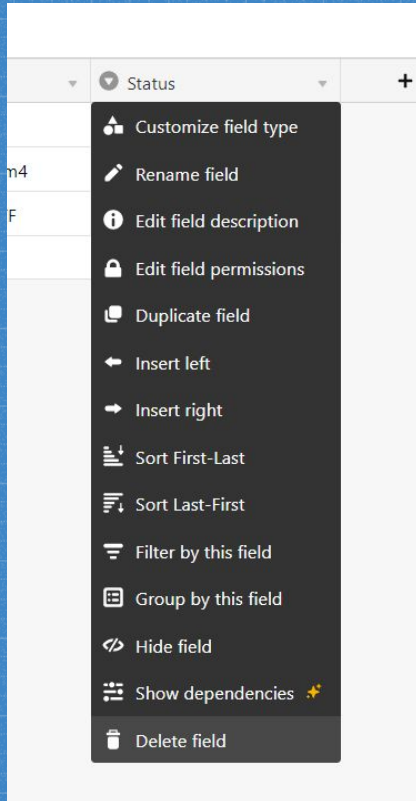 Status
+
Customize field type
m4
Rename field
F
Edit field description
Edit field permissions
Duplicate field
Insert left
Insert right
Sort First-Last
Sort Last-First
Filter by this field
Group by this field
Hide field
Show dependencies
Delete field